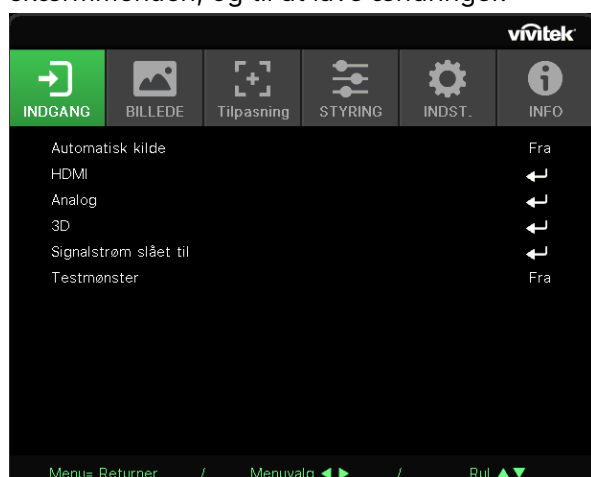 vivitek
INDGANG BILLEDE Tilpasning STYRING INDST. INFO
Automatisk kilde Fra
HDMI
Analog
3D
Signalstrøm slået til
Testmønster Fra
Menu= Returner / Menuvalg / Rul